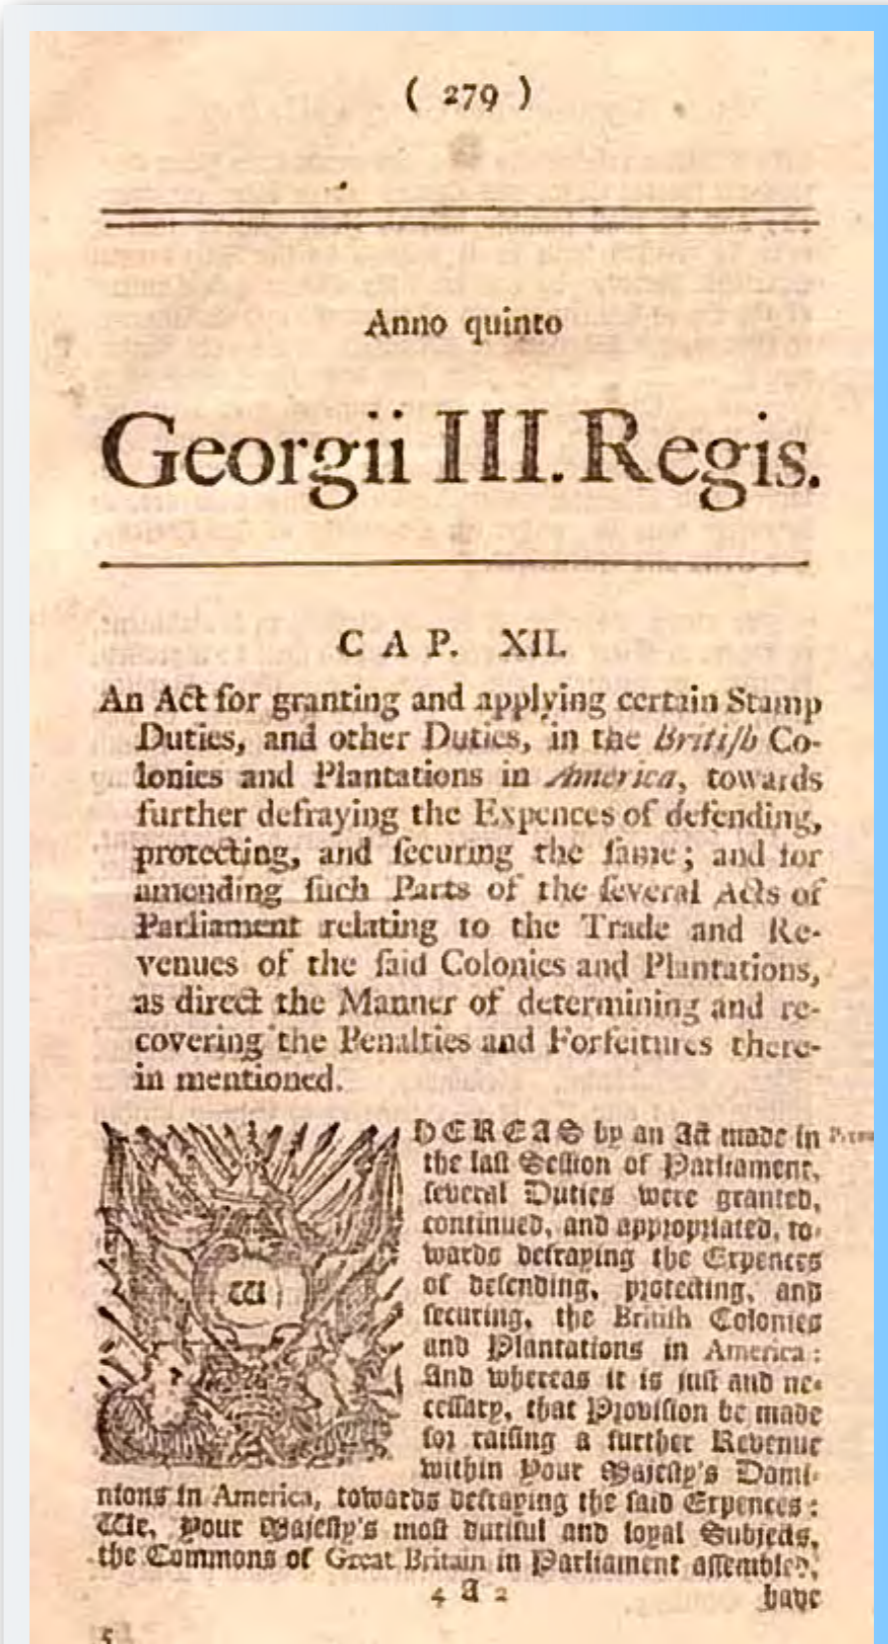 ( 279 )
Anno quinto
Georgii III. Regis.
C A P. XII.
An Act for granting and applying certain Stamp
Duties, and other Duties, in the Britiſh Co-
lonies and Plantations in America, towards
further defraying the Expences of defending,
protecting, and ſecuring the ſame; and for
amending ſuch Parts of the ſeveral Acts of
Parliament relating to the Trade and Re-
venues of the ſaid Colonies and Plantations,
as direct the Manner of determining and re-
covering the Penalties and Forfeitures there-
in mentioned.
WHEREAS by an Act made in
the laſt Seſſion of Parliament,
ſeveral Duties were granted,
continued, and appropriated, to-
wards defraying the Expences
of defending, protecting, and
ſecuring, the Britiſh Colonies
and Plantations in America:
And whereas it is juſt and ne-
ceſſary, that Proviſion be made
for raiſing a further Revenue
within Your Majeſty's Domi-
nions in America, towards defraying the ſaid Expences:
We, Your Majeſty's moſt dutiful and loyal Subjects,
the Commons of Great Britain in Parliament aſſembled,
4 A 2 have
5